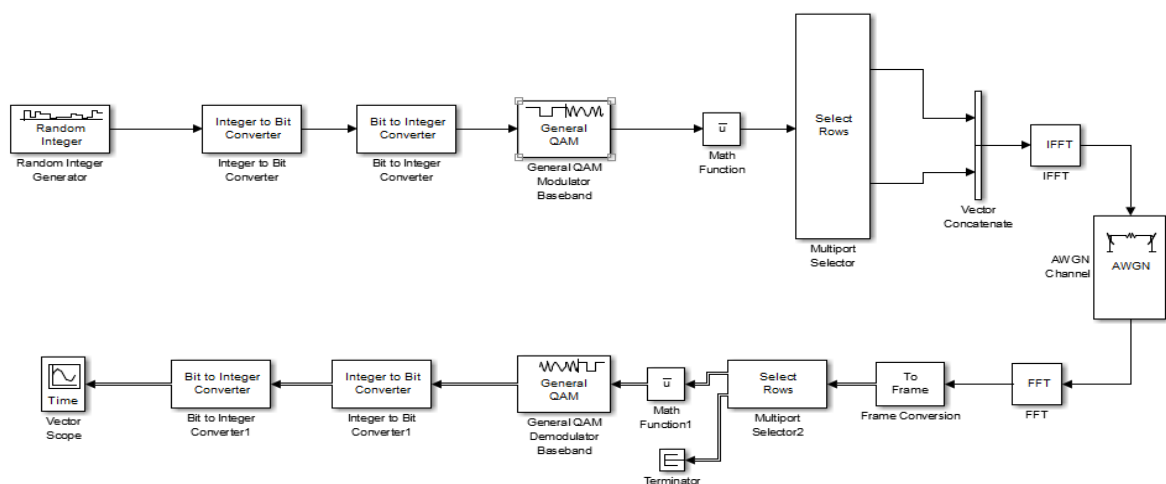 Random
Integer
Random Integer
Generator
Integer to Bit
Converter
Integer to Bit
Converter
Bit to Integer
Converter
Bit to Integer
Converter
General
QAM
General QAM
Modulator
Baseband
u
Math
Function
Select
Rows
Multiport
Selector
Vector
Concatenate
IFFT
IFFT
AWGN
Channel
AWGN
Time
Vector
Scope
Bit to Integer
Converter
Bit to Integer
Converter1
Integer to Bit
Converter
Integer to Bit
Converter1
General
QAM
General QAM
Demodulator
Baseband
u
Math
Function1
Terminator
Select
Rows
Multiport
Selector2
To
Frame
Frame Conversion
FFT
FFT